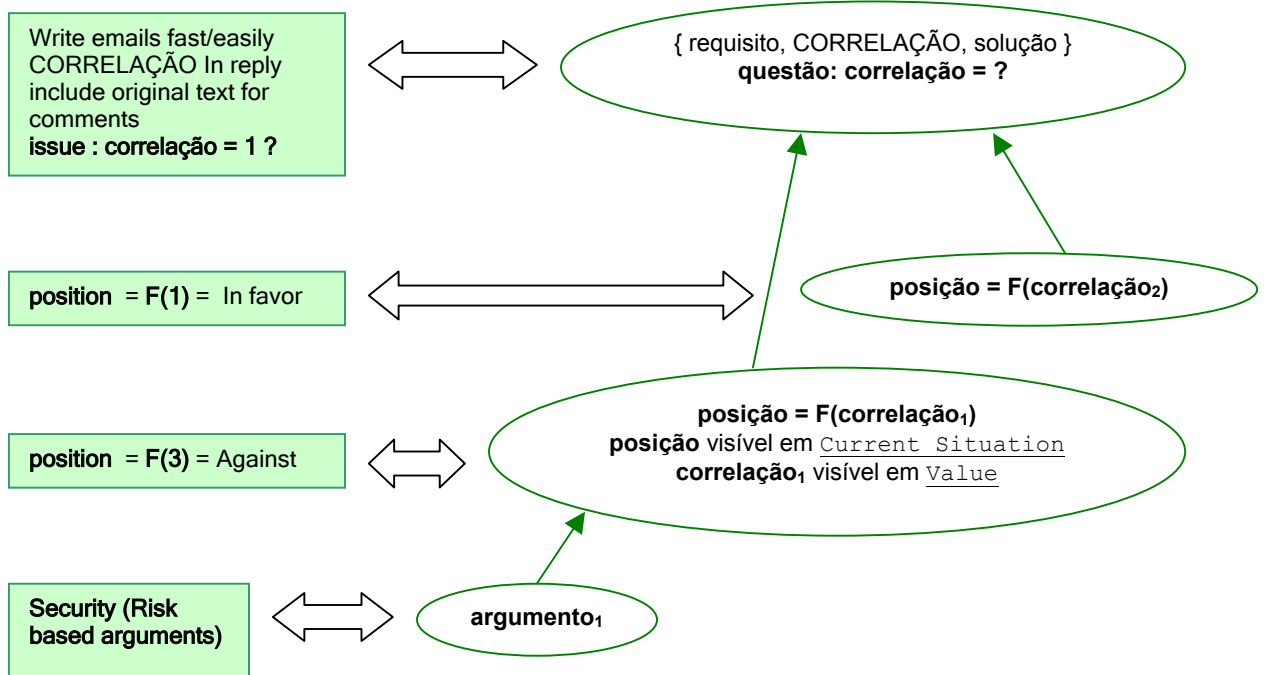 Write emails fast/easily
CORRELAÇÃO In reply
include original text for
comments
issue : correlação = 1 ?
{ requisito, CORRELAÇÃO, solução }
questão: correlação = ?
position = F(1) = In favor
posição = F(correlação₂)
position = F(3) = Against
posição = F(correlação₁)
posição visível em Current Situation
correlação₁ visível em Value
Security (Risk
based arguments)
argumento₁